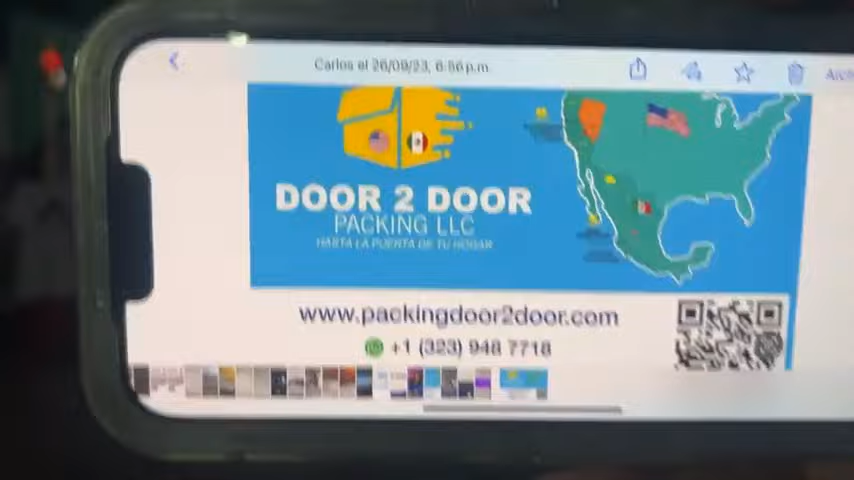 Carlos el 26/09/23, 6:56 p.m.
DOOR 2 DOOR
PACKING LLC
HASTA LA PUERTA DE TU HOGAR
www.packingdoor2door.com
+1 (323) 948 7718